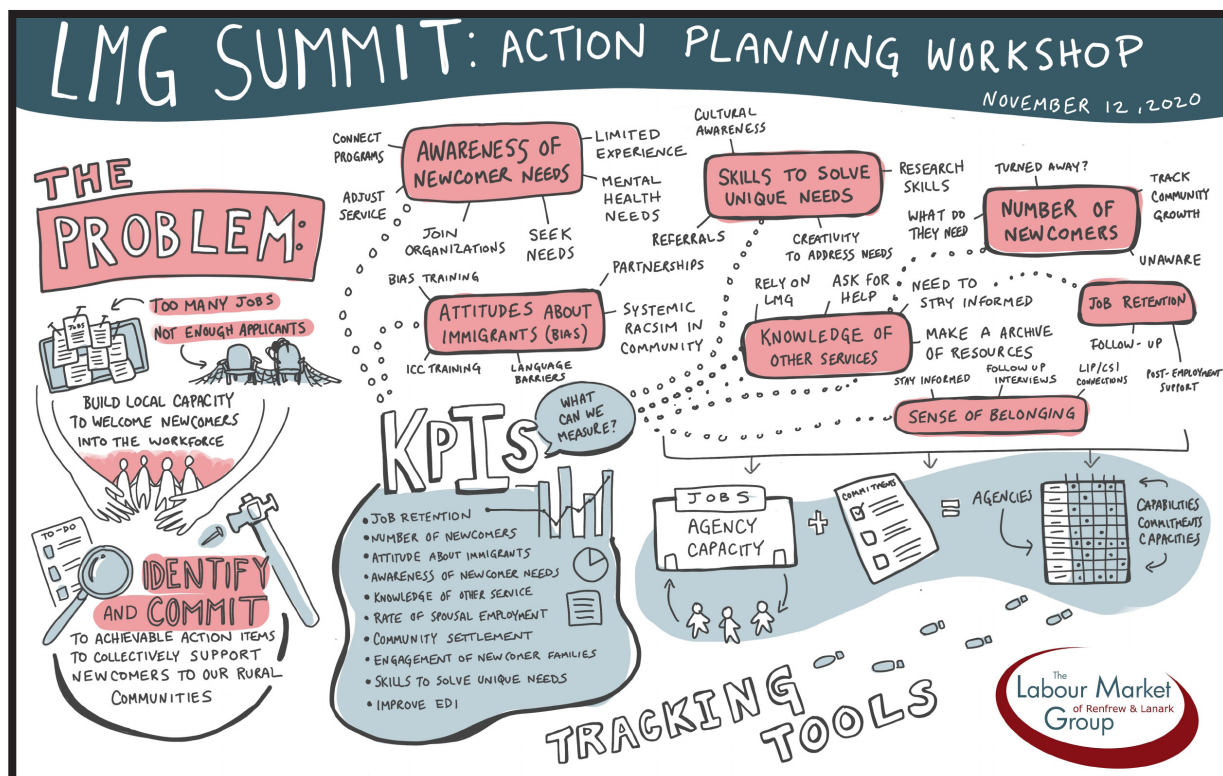 LMG SUMMIT: ACTION PLANNING WORKSHOP
NOVEMBER 12, 2020
THE
PROBLEM:
TOO MANY JOBS
NOT ENOUGH APPLICANTS
JOBS
BUILD LOCAL CAPACITY
TO WELCOME NEWCOMERS
INTO THE WORKFORCE
TO-DO
IDENTIFY
AND COMMIT
TO ACHIEVABLE ACTION ITEMS
TO COLLECTIVELY SUPPORT
NEWCOMERS TO OUR RURAL
COMMUNITIES
CONNECT
PROGRAMS
ADJUST
SERVICE
AWARENESS OF
NEWCOMER NEEDS
LIMITED
EXPERIENCE
MENTAL
HEALTH
NEEDS
JOIN
ORGANIZATIONS
SEEK
NEEDS
BIAS TRAINING
PARTNERSHIPS
ATTITUDES ABOUT
IMMIGRANTS (BIAS)
SYSTEMIC
RACSIM IN
COMMUNITY
ICC TRAINING
LANGUAGE
BARRIERS
CULTURAL
AWARENESS
SKILLS TO SOLVE
UNIQUE NEEDS
RESEARCH
SKILLS
REFERRALS
CREATIVITY
TO ADDRESS NEEDS
TURNED AWAY?
TRACK
COMMUNITY
GROWTH
WHAT DO
THEY NEED
NUMBER OF
NEWCOMERS
UNAWARE
RELY ON
LMG
ASK FOR
HELP
NEED TO
STAY INFORMED
KNOWLEDGE OF
OTHER SERVICES
MAKE A ARCHIVE
OF RESOURCES
JOB RETENTION
FOLLOW-UP
POST-EMPLOYMENT
SUPPORT
STAY INFORMED
FOLLOW UP
INTERVIEWS
LIP/CSI
CONNECTIONS
SENSE OF BELONGING
KPIs
WHAT
CAN WE
MEASURE?
• JOB RETENTION
• NUMBER OF NEWCOMERS
• ATTITUDE ABOUT IMMIGRANTS
• AWARENESS OF NEWCOMER NEEDS
• KNOWLEDGE OF OTHER SERVICE
• RATE OF SPOUSAL EMPLOYMENT
• COMMUNITY SETTLEMENT
• ENGAGEMENT OF NEWCOMER FAMILIES
• SKILLS TO SOLVE UNIQUE NEEDS
• IMPROVE EDI
JOBS
AGENCY
CAPACITY
+
COMMITMENTS
=
AGENCIES
CAPABILITIES
COMMITMENTS
CAPACITIES
TRACKING
TOOLS
The
Labour Market
of Renfrew & Lanark
Group